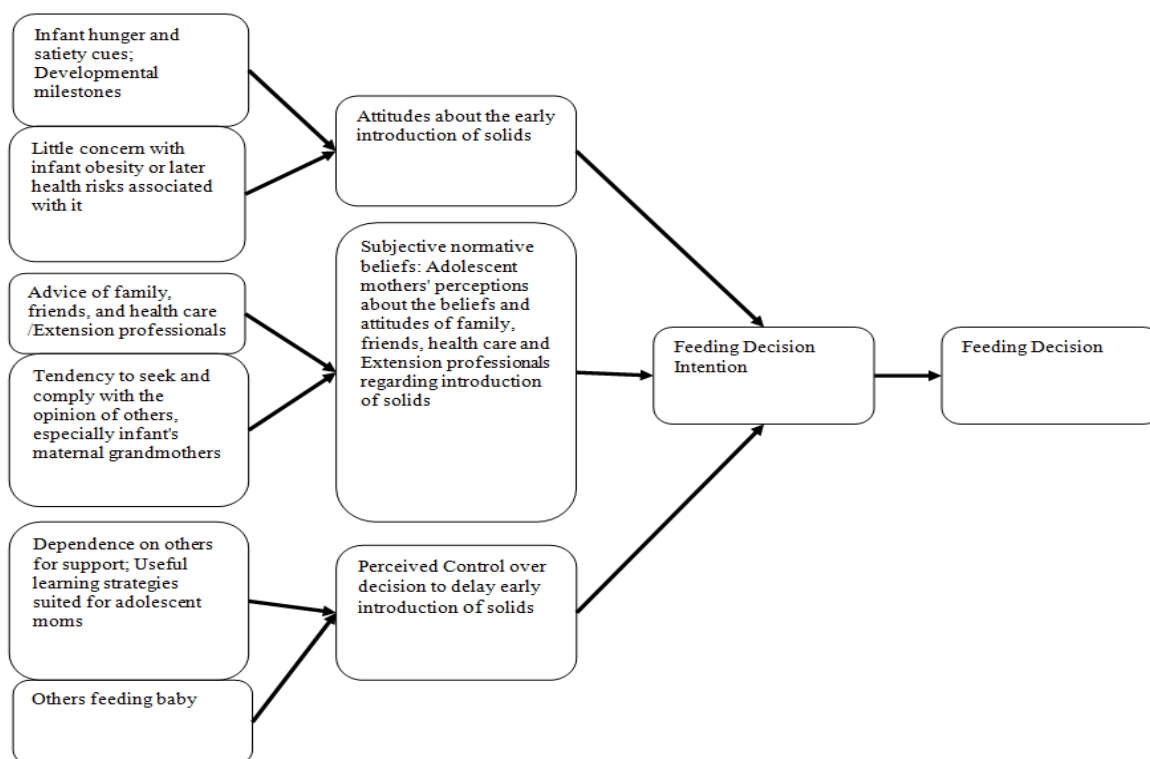 Infant hunger and
satiety cues;
Developmental
milestones
Little concern with
infant obesity or later
health risks associated
with it
Advice of family,
friends, and health care
/Extension professionals
Tendency to seek and
comply with the
opinion of others,
especially infant's
maternal grandmothers
Dependence on others
for support; Useful
learning strategies
suited for adolescent
moms
Others feeding baby
Attitudes about the early
introduction of solids
Subjective normative
beliefs: Adolescent
mothers' perceptions
about the beliefs and
attitudes of family,
friends, health care and
Extension professionals
regarding introduction
of solids
Perceived Control over
decision to delay early
introduction of solids
Feeding Decision
Intention
Feeding Decision